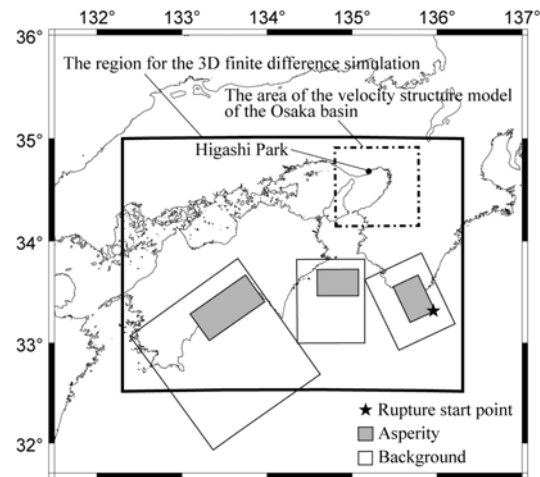 132° 133° 134° 135° 136° 137°
36°
The region for the 3D finite difference simulation
The area of the velocity structure model
of the Osaka basin
35°
Higashi Park
34°
33°
Rupture start point
Asperity
32°
Background